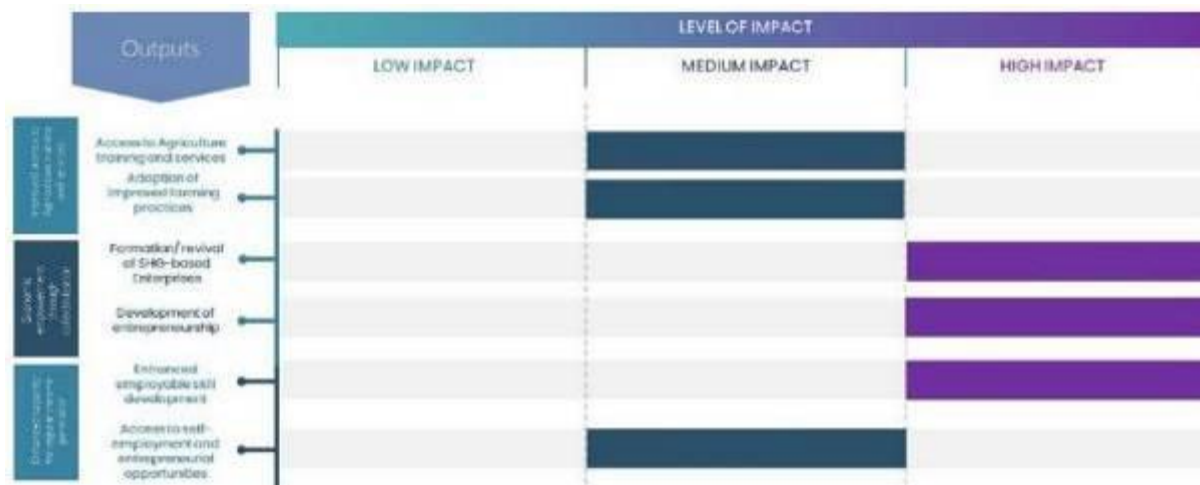 Outputs
LEVEL OF IMPACT
LOW IMPACT
MEDIUM IMPACT
HIGH IMPACT
Access to Agriculture
training and services
Adoption of
improved farming
practices
Formation/revival
of SHG-based
Enterprises
Development of
entrepreneurship
Enhanced
employable skill
development
Access to self-
employment and
entrepreneurial
opportunities
empowerment
through